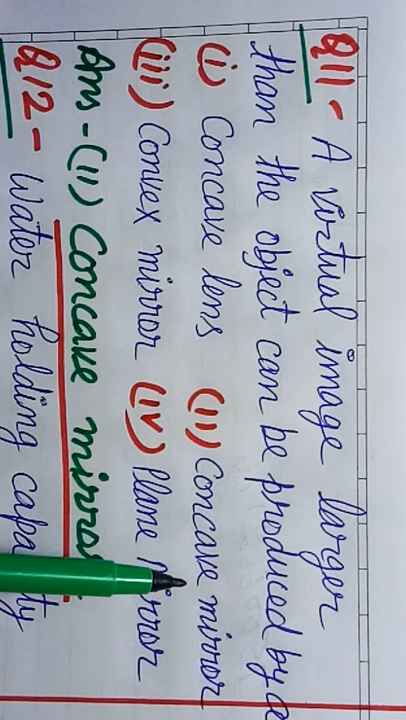 Q11- A virtual image larger
than the object can be produced by a
(i) Concave lens (ii) Concave mirror
(iii) Convex mirror (iv) Plane mirror
Ans-(ii) Concave mirror.
Q12- Water holding capacity